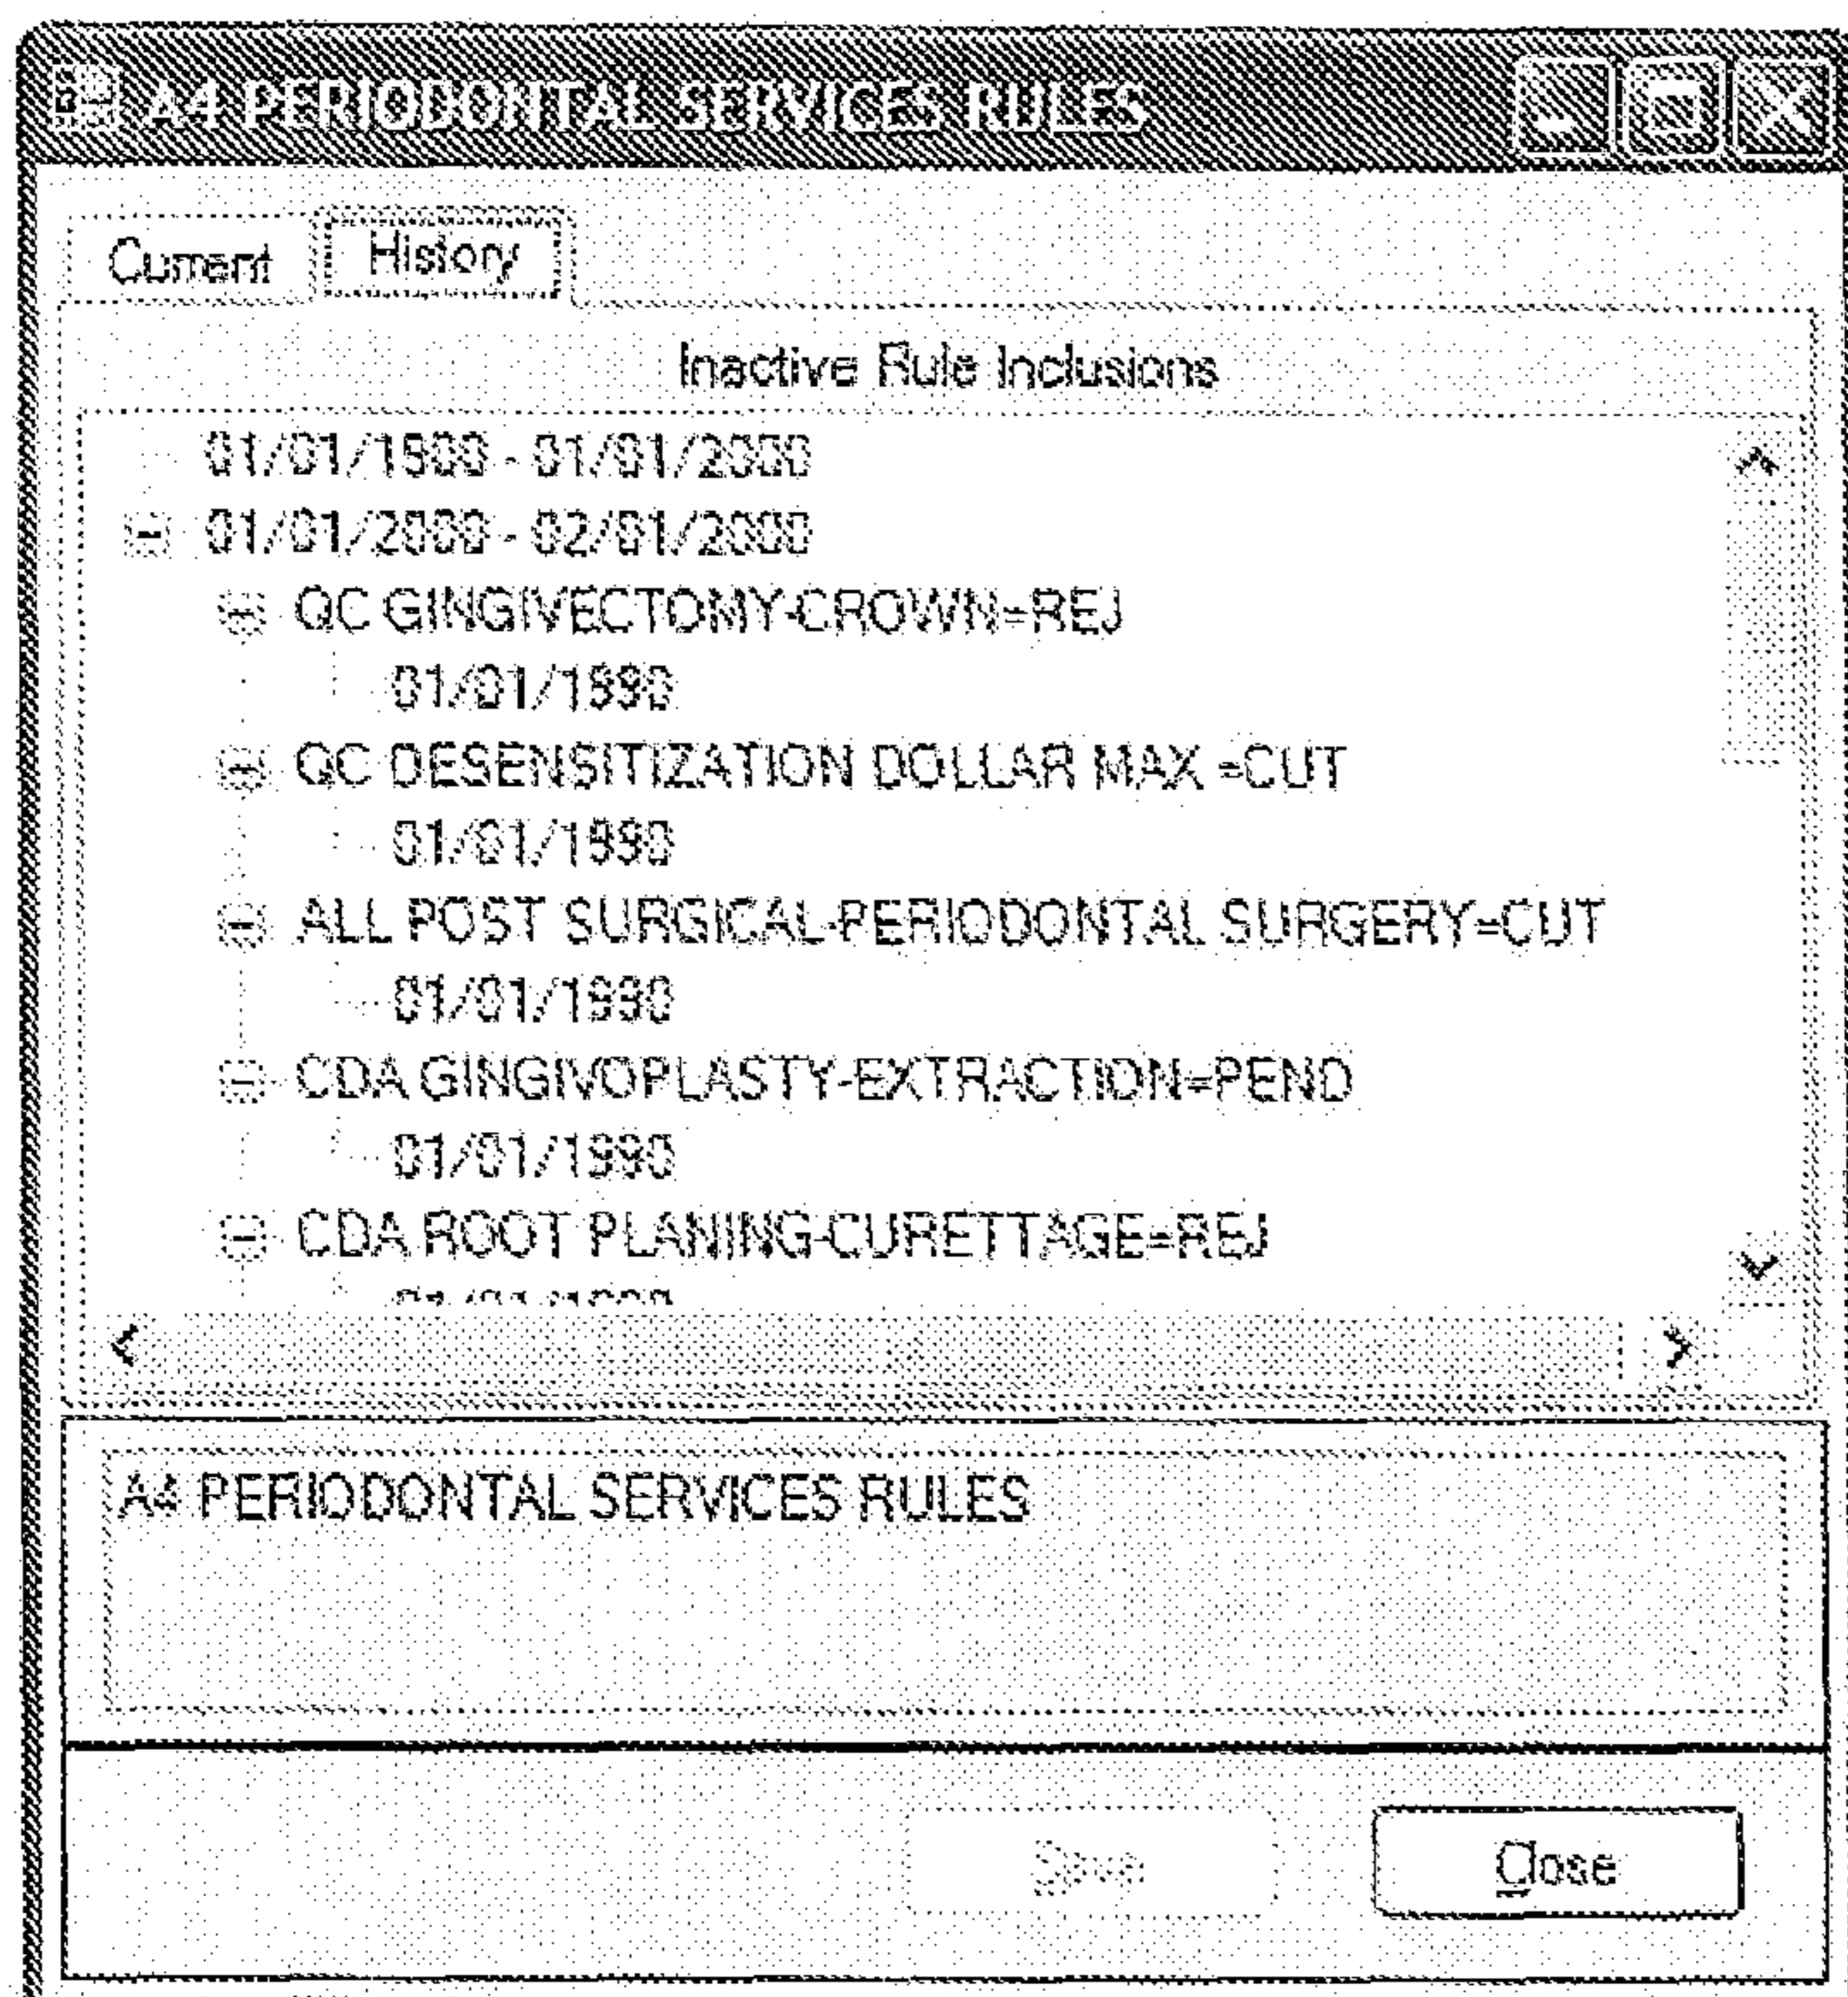 A4 PERIODONTAL SERVICES RULES
Current History
Inactive Rule Inclusions
01/01/1900 - 01/01/2000
01/01/2000 - 02/01/2000
QC GINGIVECTOMY-CROWN=REJ
01/01/1990
QC DESENSITIZATION DOLLAR MAX =CUT
01/01/1990
ALL POST SURGICAL-PERIODONTAL SURGERY=CUT
01/01/1990
CDA GINGIVOPLASTY-EXTRACTION=PEND
01/01/1990
CDA ROOT PLANING-CURETTAGE=REJ
A4 PERIODONTAL SERVICES RULES
Save Close